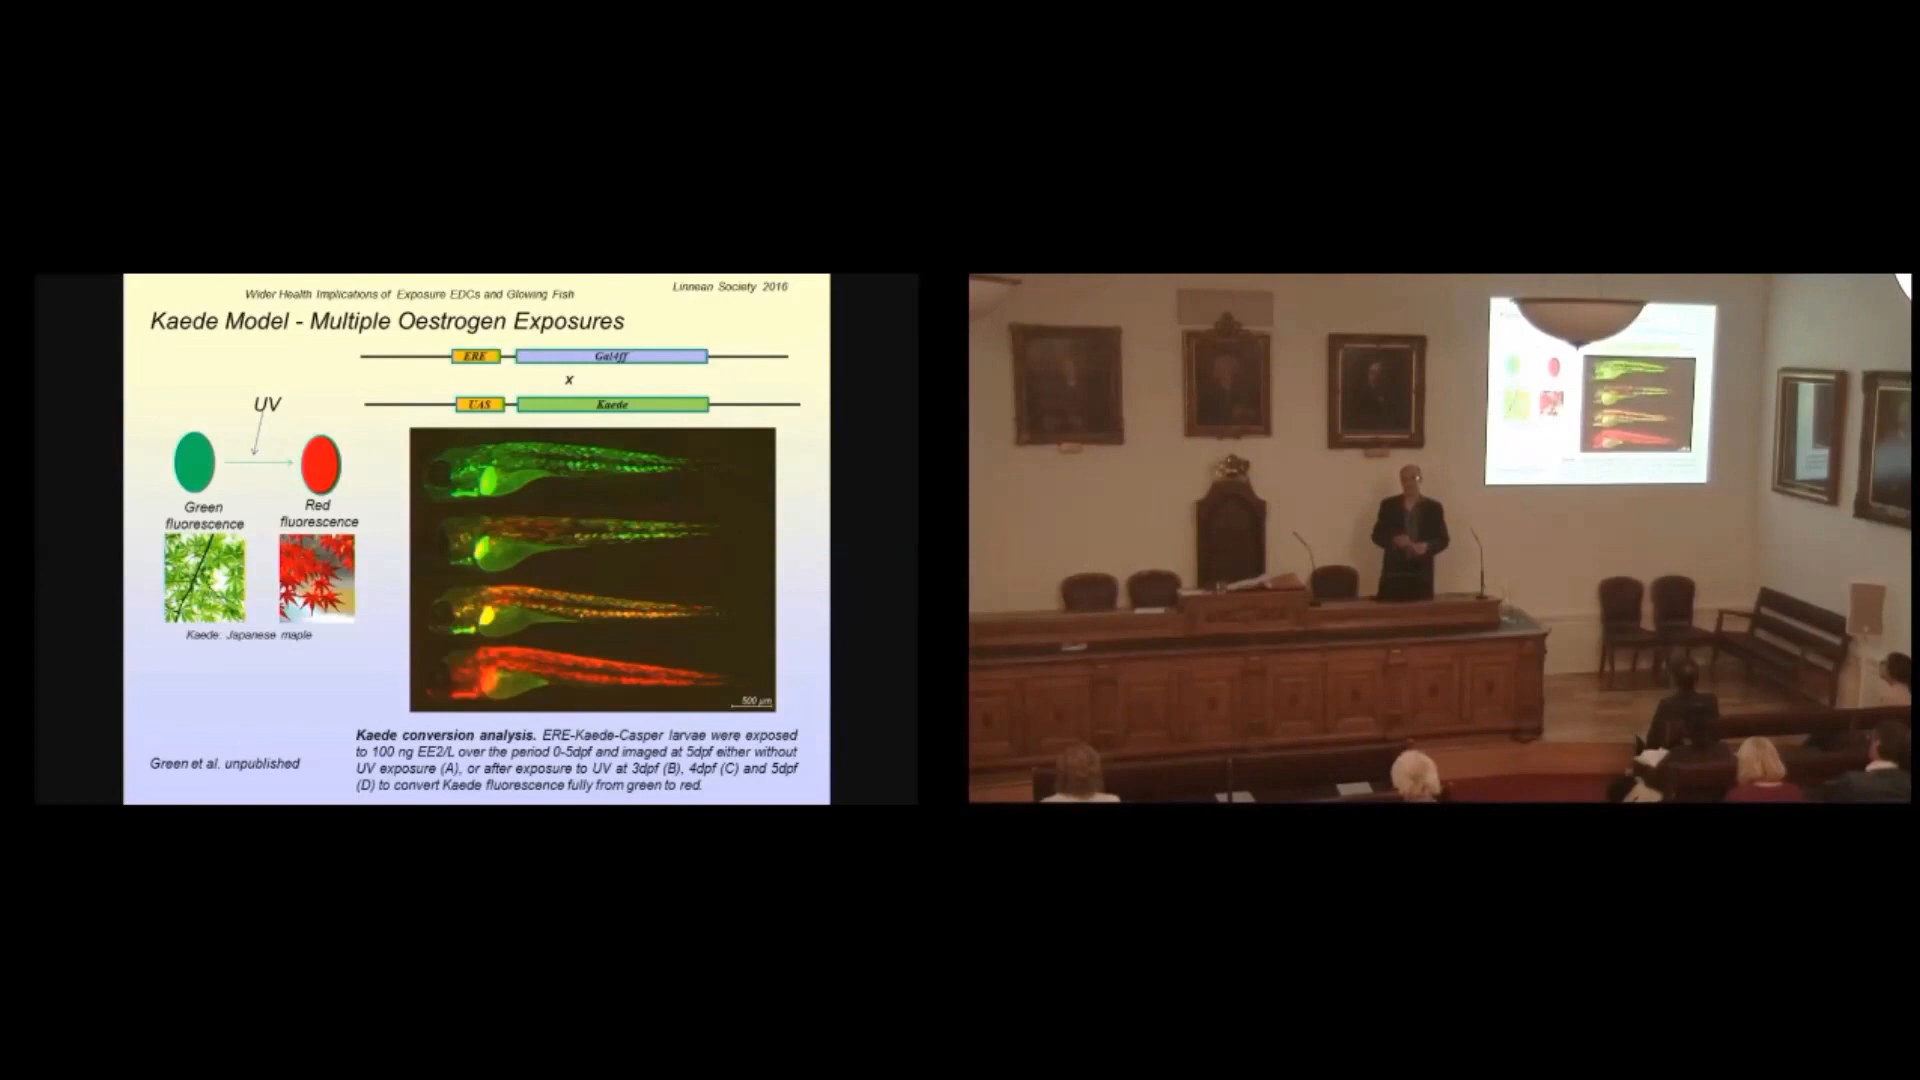 Wider Health Implications of Exposure EDCs and Glowing Fish
Linnean Society 2016
Kaede Model - Multiple Oestrogen Exposures
ERE
Gal4ff
x
UAS
Kaede
UV
Green
fluorescence
Red
fluorescence
Kaede: Japanese maple
500 µm
Kaede conversion analysis. ERE-Kaede-Casper larvae were exposed
to 100 ng EE2/L over the period 0-5dpf and imaged at 5dpf either without
UV exposure (A), or after exposure to UV at 3dpf (B), 4dpf (C) and 5dpf
(D) to convert Kaede fluorescence fully from green to red.
Green et al. unpublished